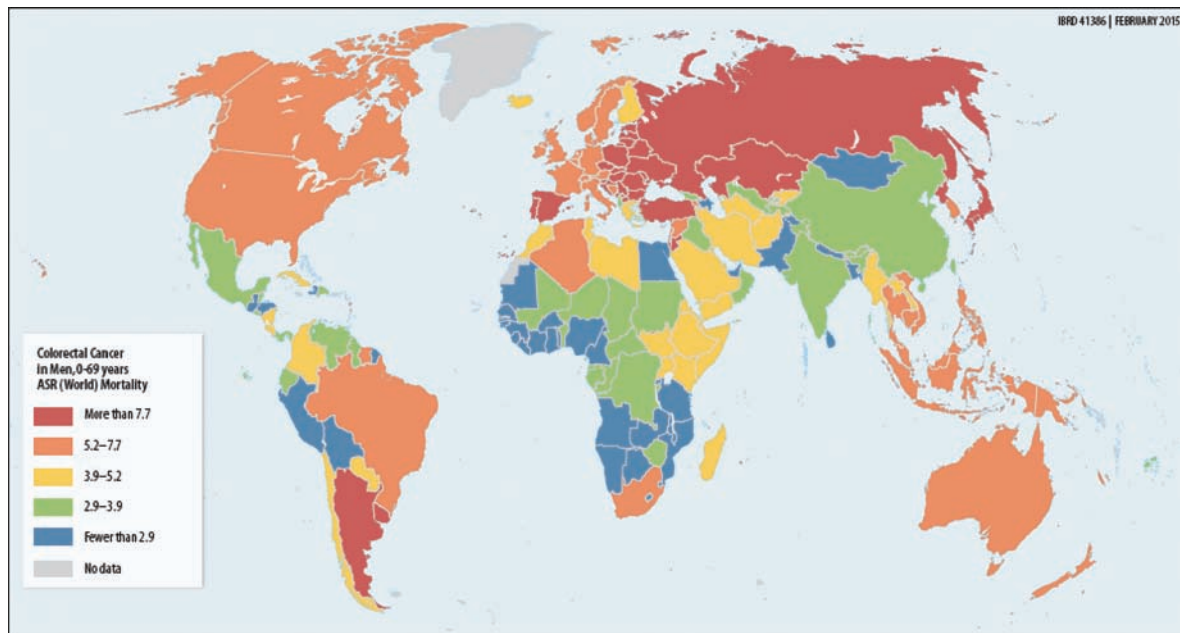 IBRD 41386 | FEBRUARY 2015
Colorectal Cancer
in Men, 0-69 years
ASR (World) Mortality
More than 7.7
5.2–7.7
3.9–5.2
2.9–3.9
Fewer than 2.9
No data